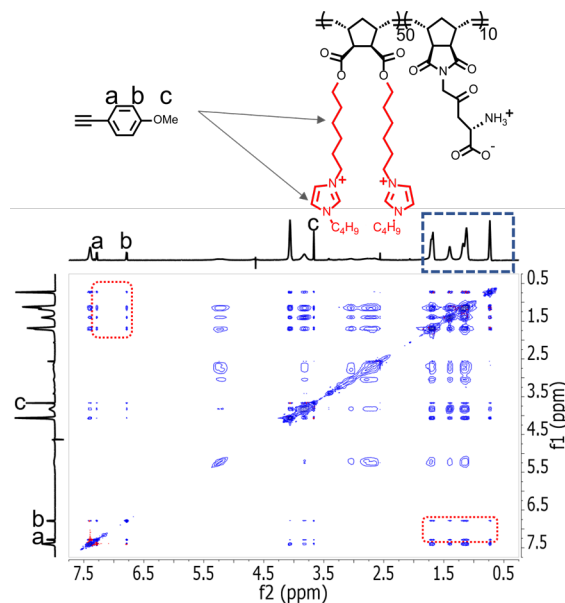 50
10
O
O
O
O
O
N
O
O
NH3+
O
O-
a b c
OMe
N
+
N
C4H9
N
+
N
C4H9
a
b
c
c
b
a
0.5
1.5
2.5
3.5
4.5
5.5
6.5
7.5
f1 (ppm)
7.5 6.5 5.5 4.5 3.5 2.5 1.5 0.5
f2 (ppm)